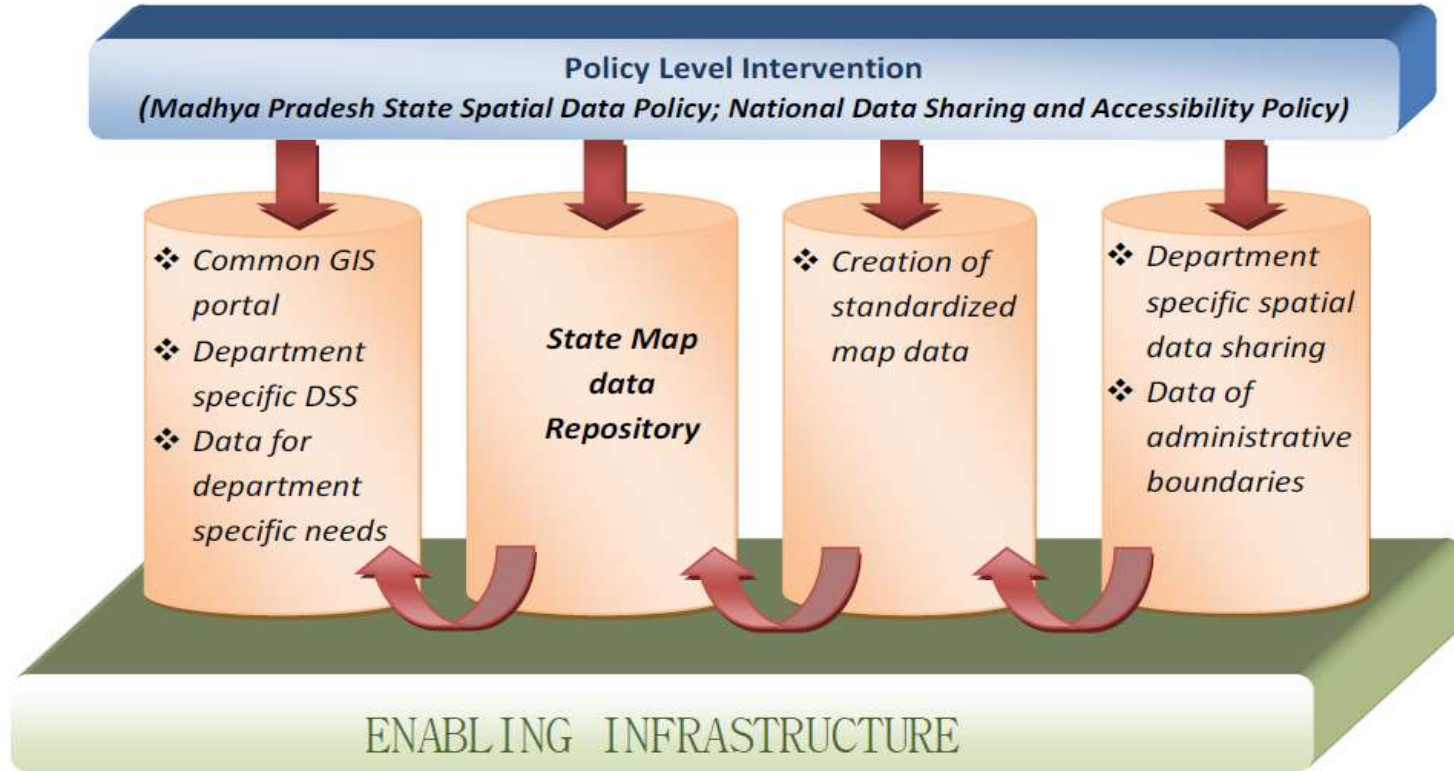 Policy Level Intervention
(Madhya Pradesh State Spatial Data Policy; National Data Sharing and Accessibility Policy)
❖ Common GIS
portal
❖ Department
specific DSS
❖ Data for
department
specific needs
State Map
data
Repository
❖ Creation of
standardized
map data
❖ Department
specific spatial
data sharing
❖ Data of
administrative
boundaries
ENABLING INFRASTRUCTURE